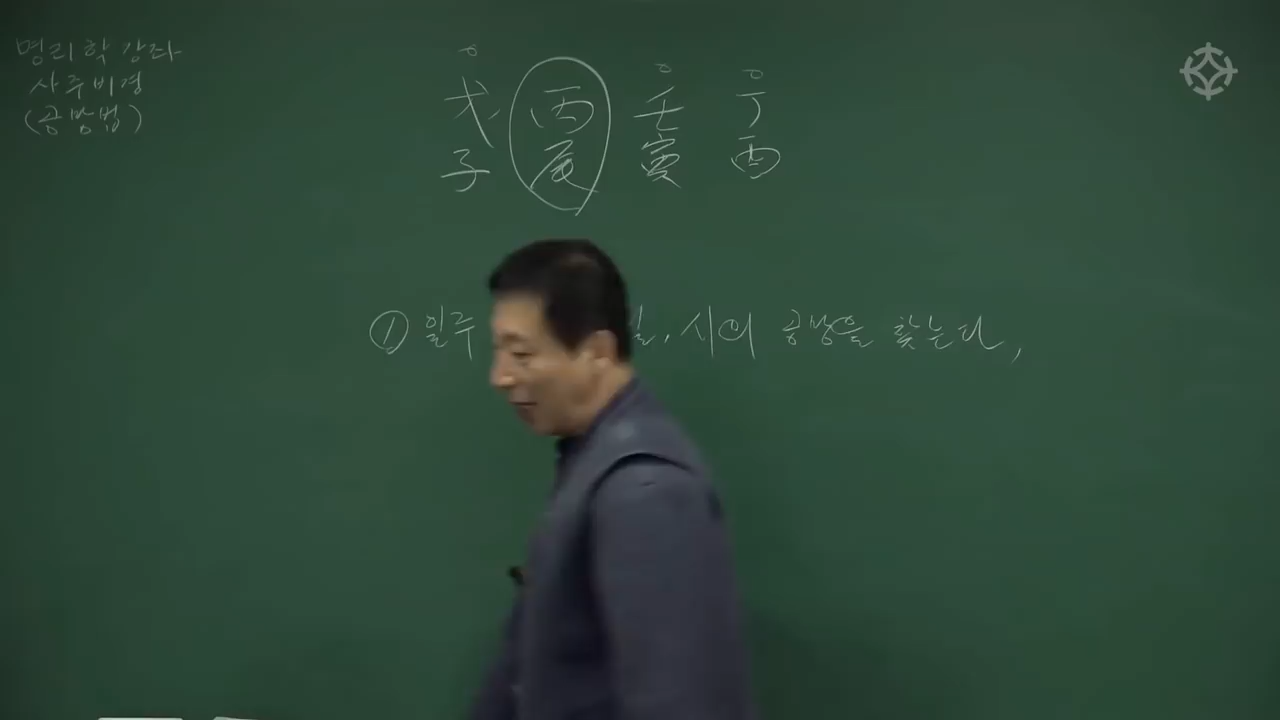 명리학 강좌
사주비경
(공망법)
戊 丙 壬 丁
子 辰 寅 酉
① 일주 일, 시의 공망을 찾는다,